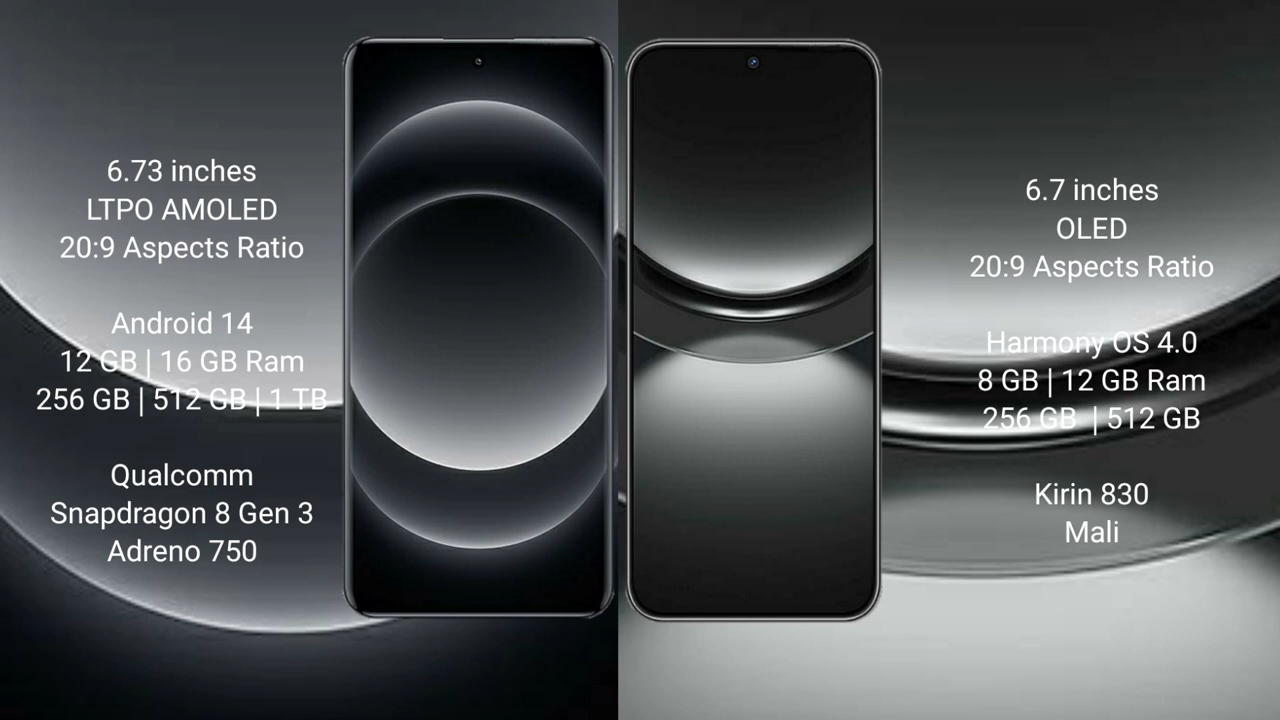 6.73 inches
LTPO AMOLED
20:9 Aspects Ratio
Android 14
12 GB | 16 GB Ram
256 GB | 512 GB | 1 TB
Qualcomm
Snapdragon 8 Gen 3
Adreno 750
6.7 inches
OLED
20:9 Aspects Ratio
Harmony OS 4.0
8 GB | 12 GB Ram
256 GB | 512 GB
Kirin 830
Mali